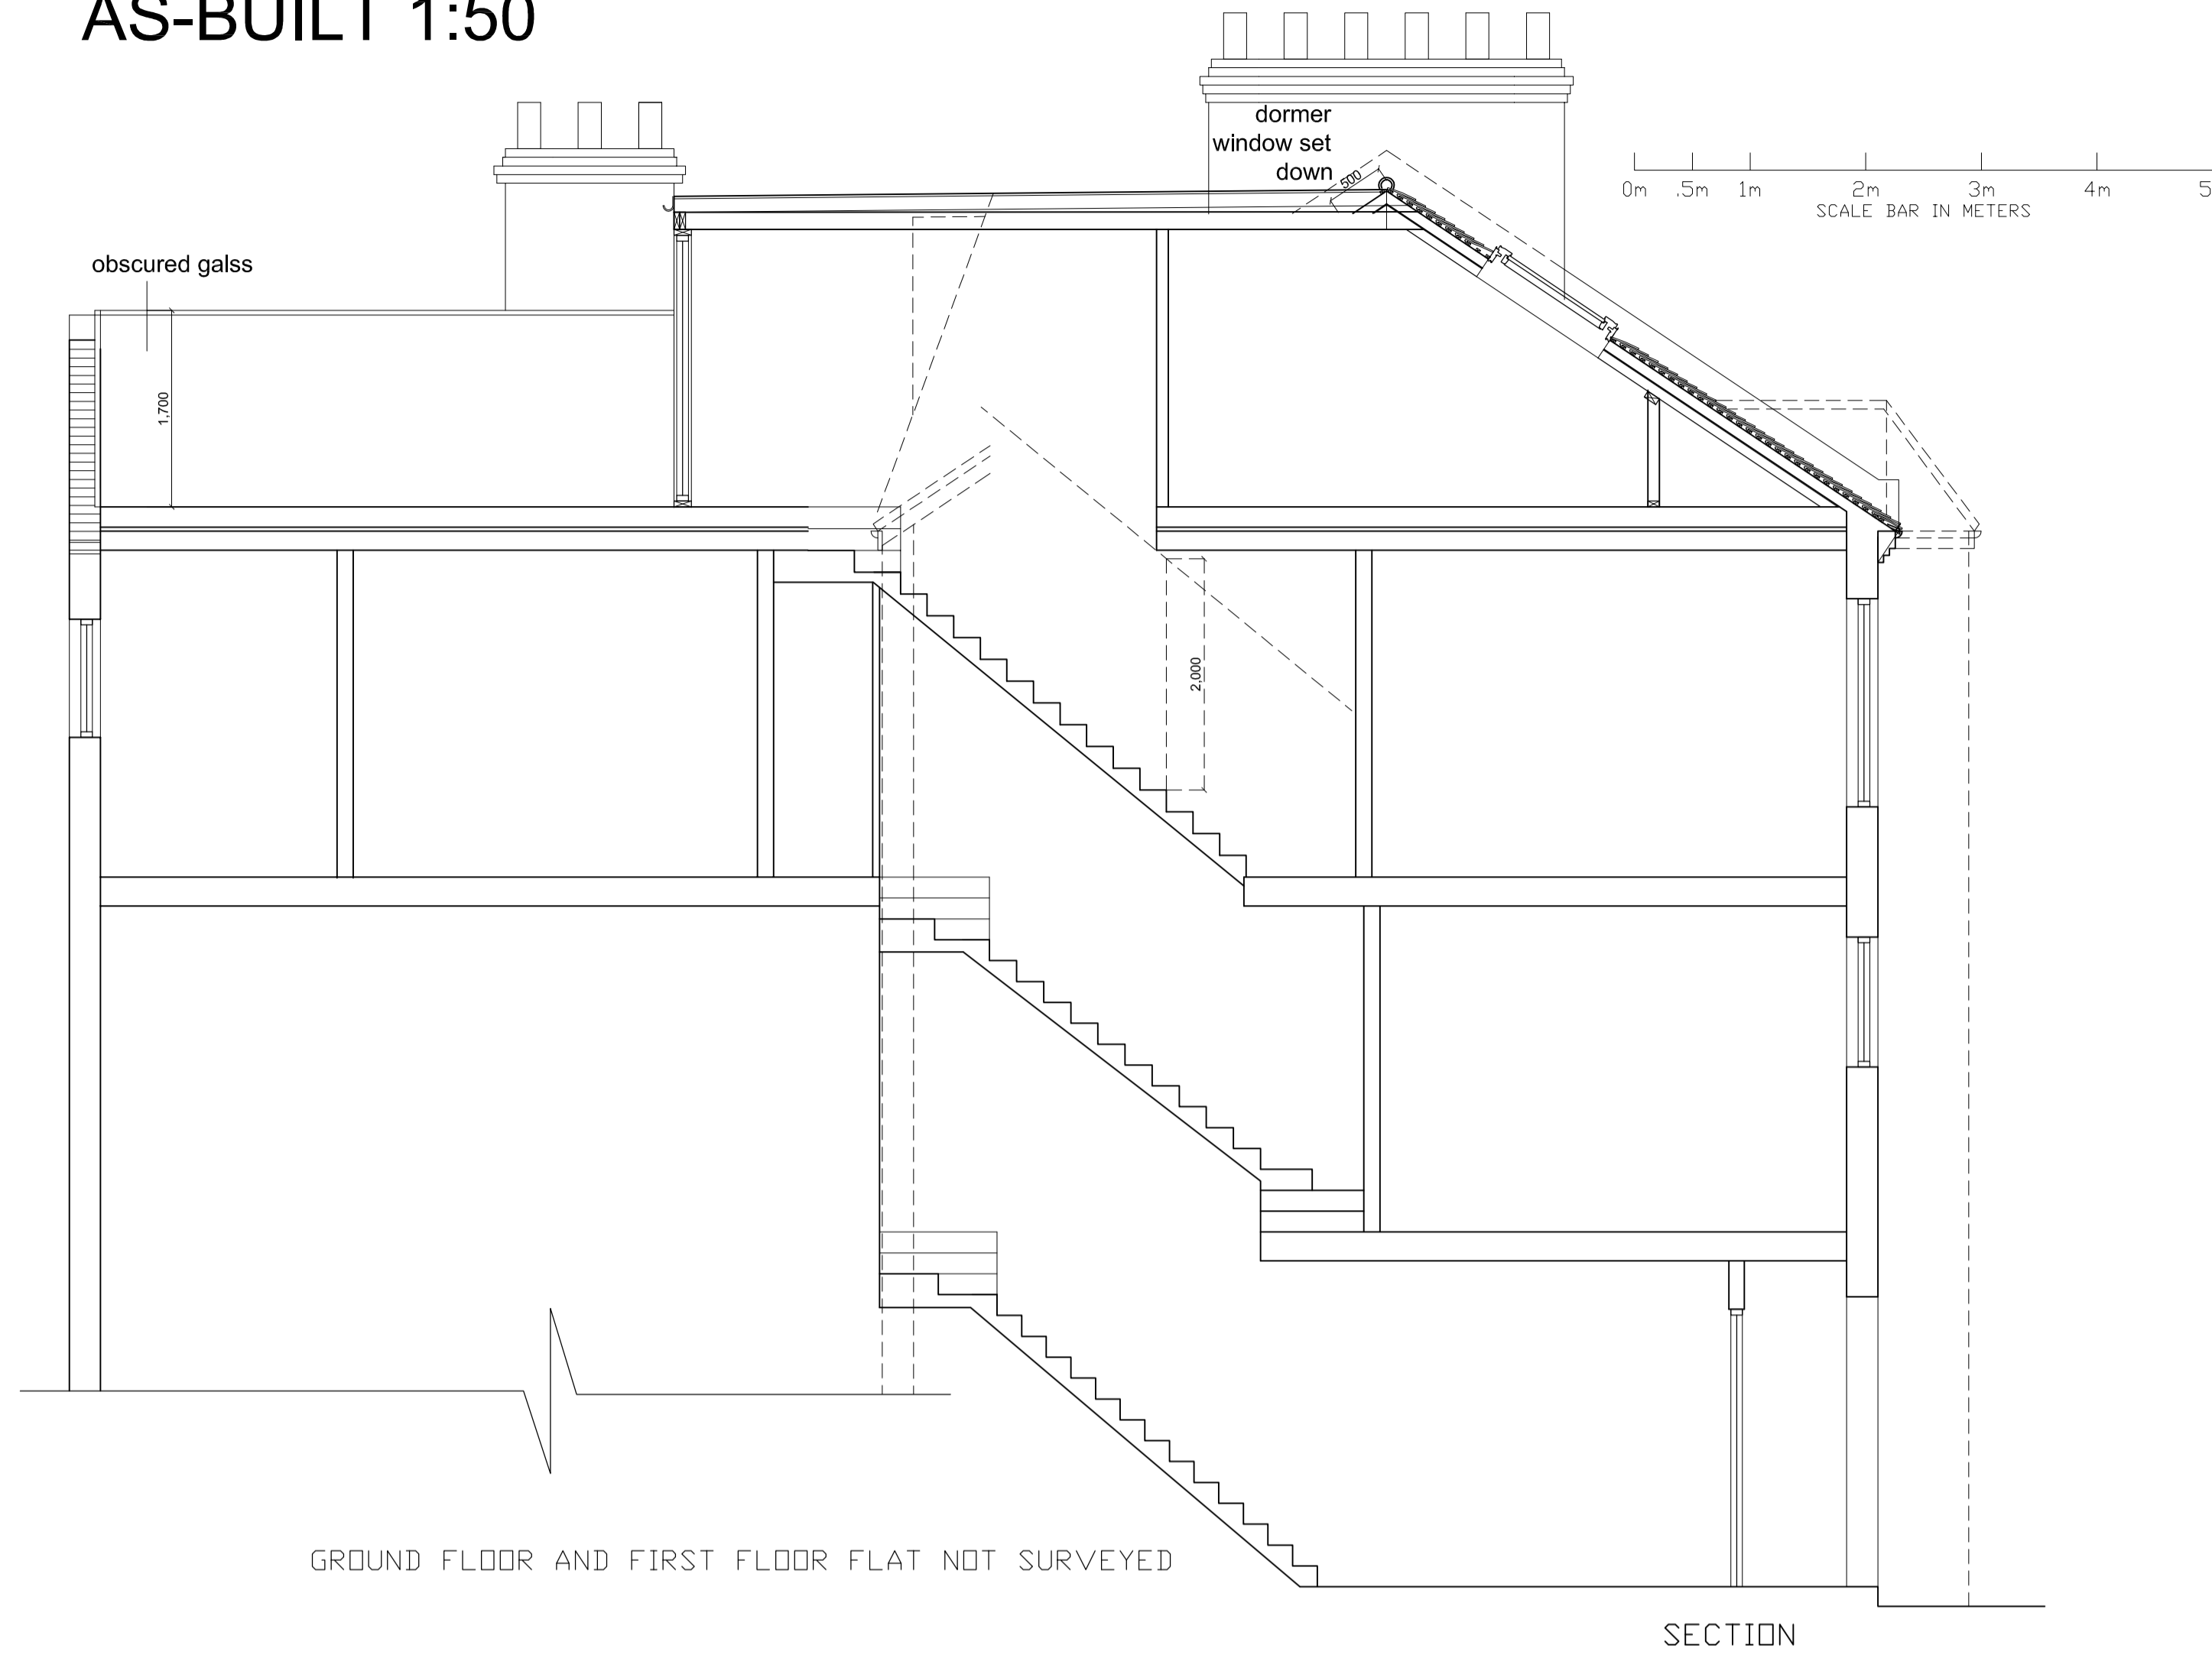 AS-BUILT 1:50
dormer
window set
down
500
0m .5m 1m 2m 3m 4m 5
SCALE BAR IN METERS
obscured galss
1,700
2,000
GROUND FLOOR AND FIRST FLOOR FLAT NOT SURVEYED
SECTION